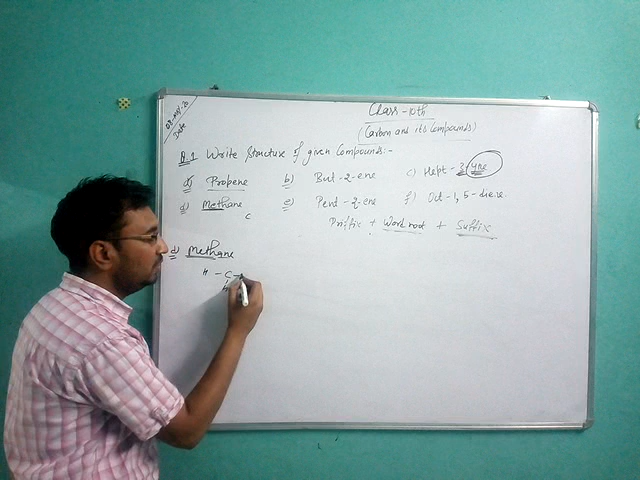 Class - 10th
(Carbon and its Compounds)
Date
Q.1 Write Structure of given Compounds:-
a) Propene b) But-2-ene c) Hept-3-yne
d) Methane e) Pent-2-ene f) Oct-1,5-diene
C
Priffix + Word root + Suffix
d) Methane
H - C -
H